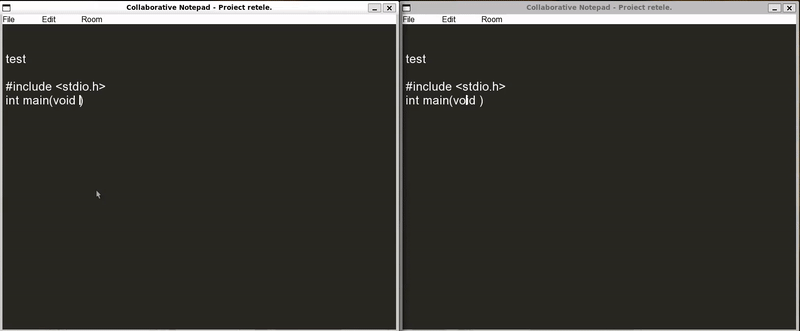 Collaborative Notepad - Proiect retele.
File Edit Room
test
#include <stdio.h>
int main(void )
Collaborative Notepad - Proiect retele.
File Edit Room
test
#include <stdio.h>
int main(void )